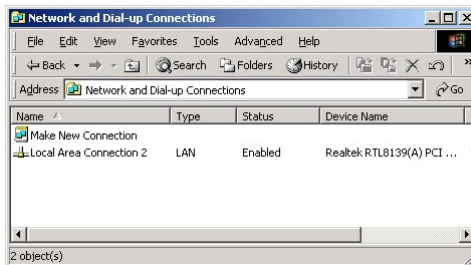 Network and Dial-up Connections
File Edit View Favorites Tools Advanced Help
Back Search Folders History »
Address Network and Dial-up Connections Go
Name Type Status Device Name
Make New Connection
Local Area Connection 2 LAN Enabled Realtek RTL8139(A) PCI ...
2 object(s)